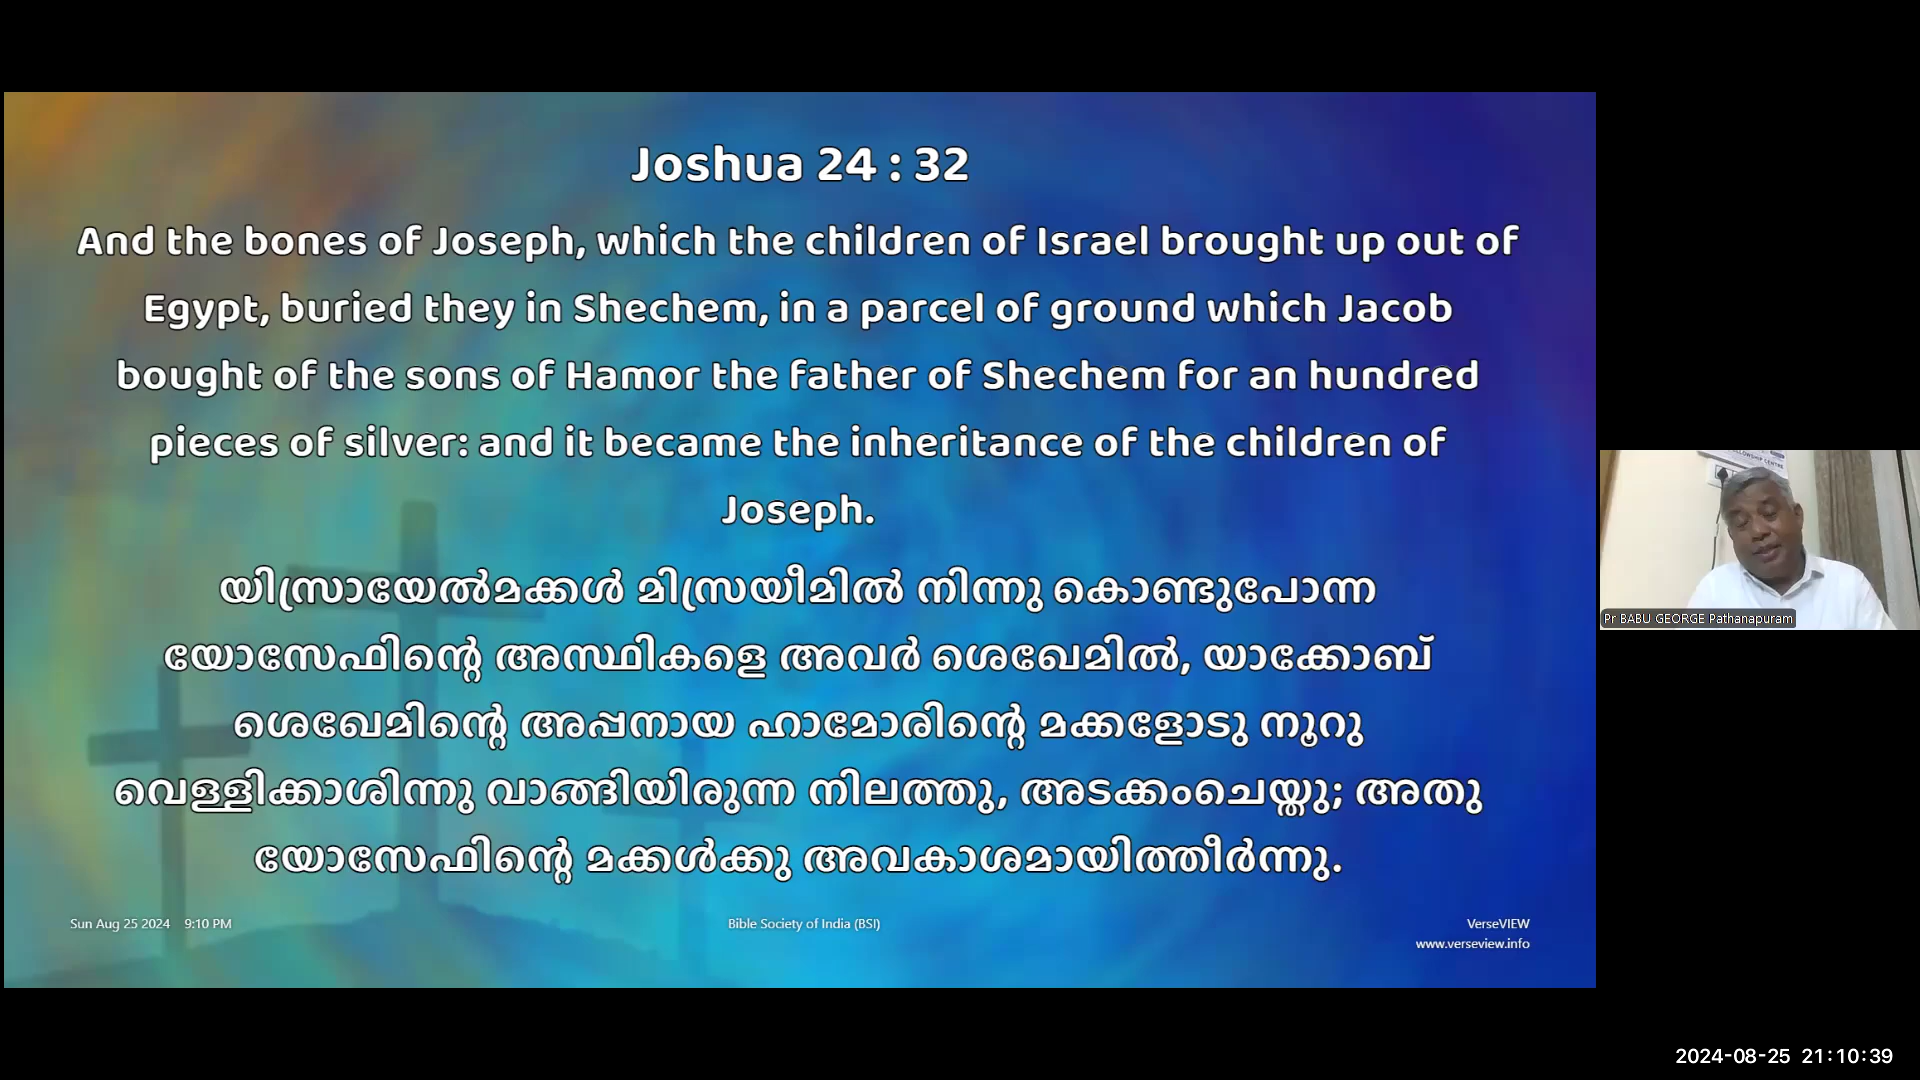 Joshua 24 : 32
And the bones of Joseph, which the children of Israel brought up out of
Egypt, buried they in Shechem, in a parcel of ground which Jacob
bought of the sons of Hamor the father of Shechem for an hundred
pieces of silver: and it became the inheritance of the children of
Joseph.
യിസ്രായേൽമക്കൾ മിസ്രയീമിൽ നിന്നു കൊണ്ടുപോന്ന
യോസേഫിന്റെ അസ്ഥികളെ അവർ ശെഖേമിൽ, യാക്കോബ്
ശെഖേമിന്റെ അപ്പനായ ഹാമോരിന്റെ മക്കളോടു നൂറു
വെള്ളിക്കാശിന്നു വാങ്ങിയിരുന്ന നിലത്തു, അടക്കംചെയ്തു; അതു
യോസേഫിന്റെ മക്കൾക്കു അവകാശമായിത്തീർന്നു.
Sun Aug 25 2024 9:10 PM
Bible Society of India (BSI)
VerseVIEW
www.verseview.info
Pr BABU GEORGE Pathanapuram
2024-08-25 21:10:39